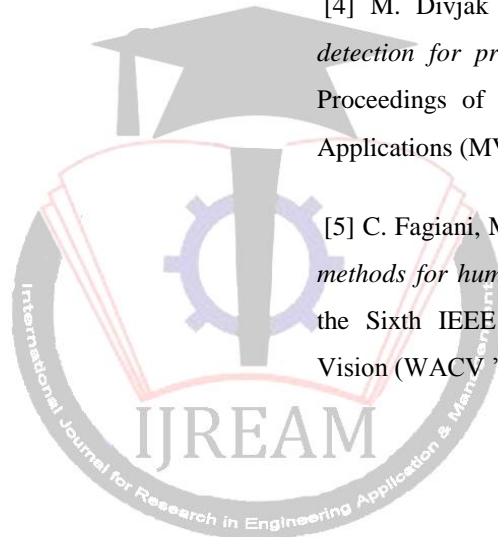 [4] M. Divjak
detection for pr
Proceedings of
Applications (MV
[5] C. Fagiani, M
methods for hum
the Sixth IEEE
Vision (WACV ’
IJREAM
International Journal for Research in Engineering Application & Management